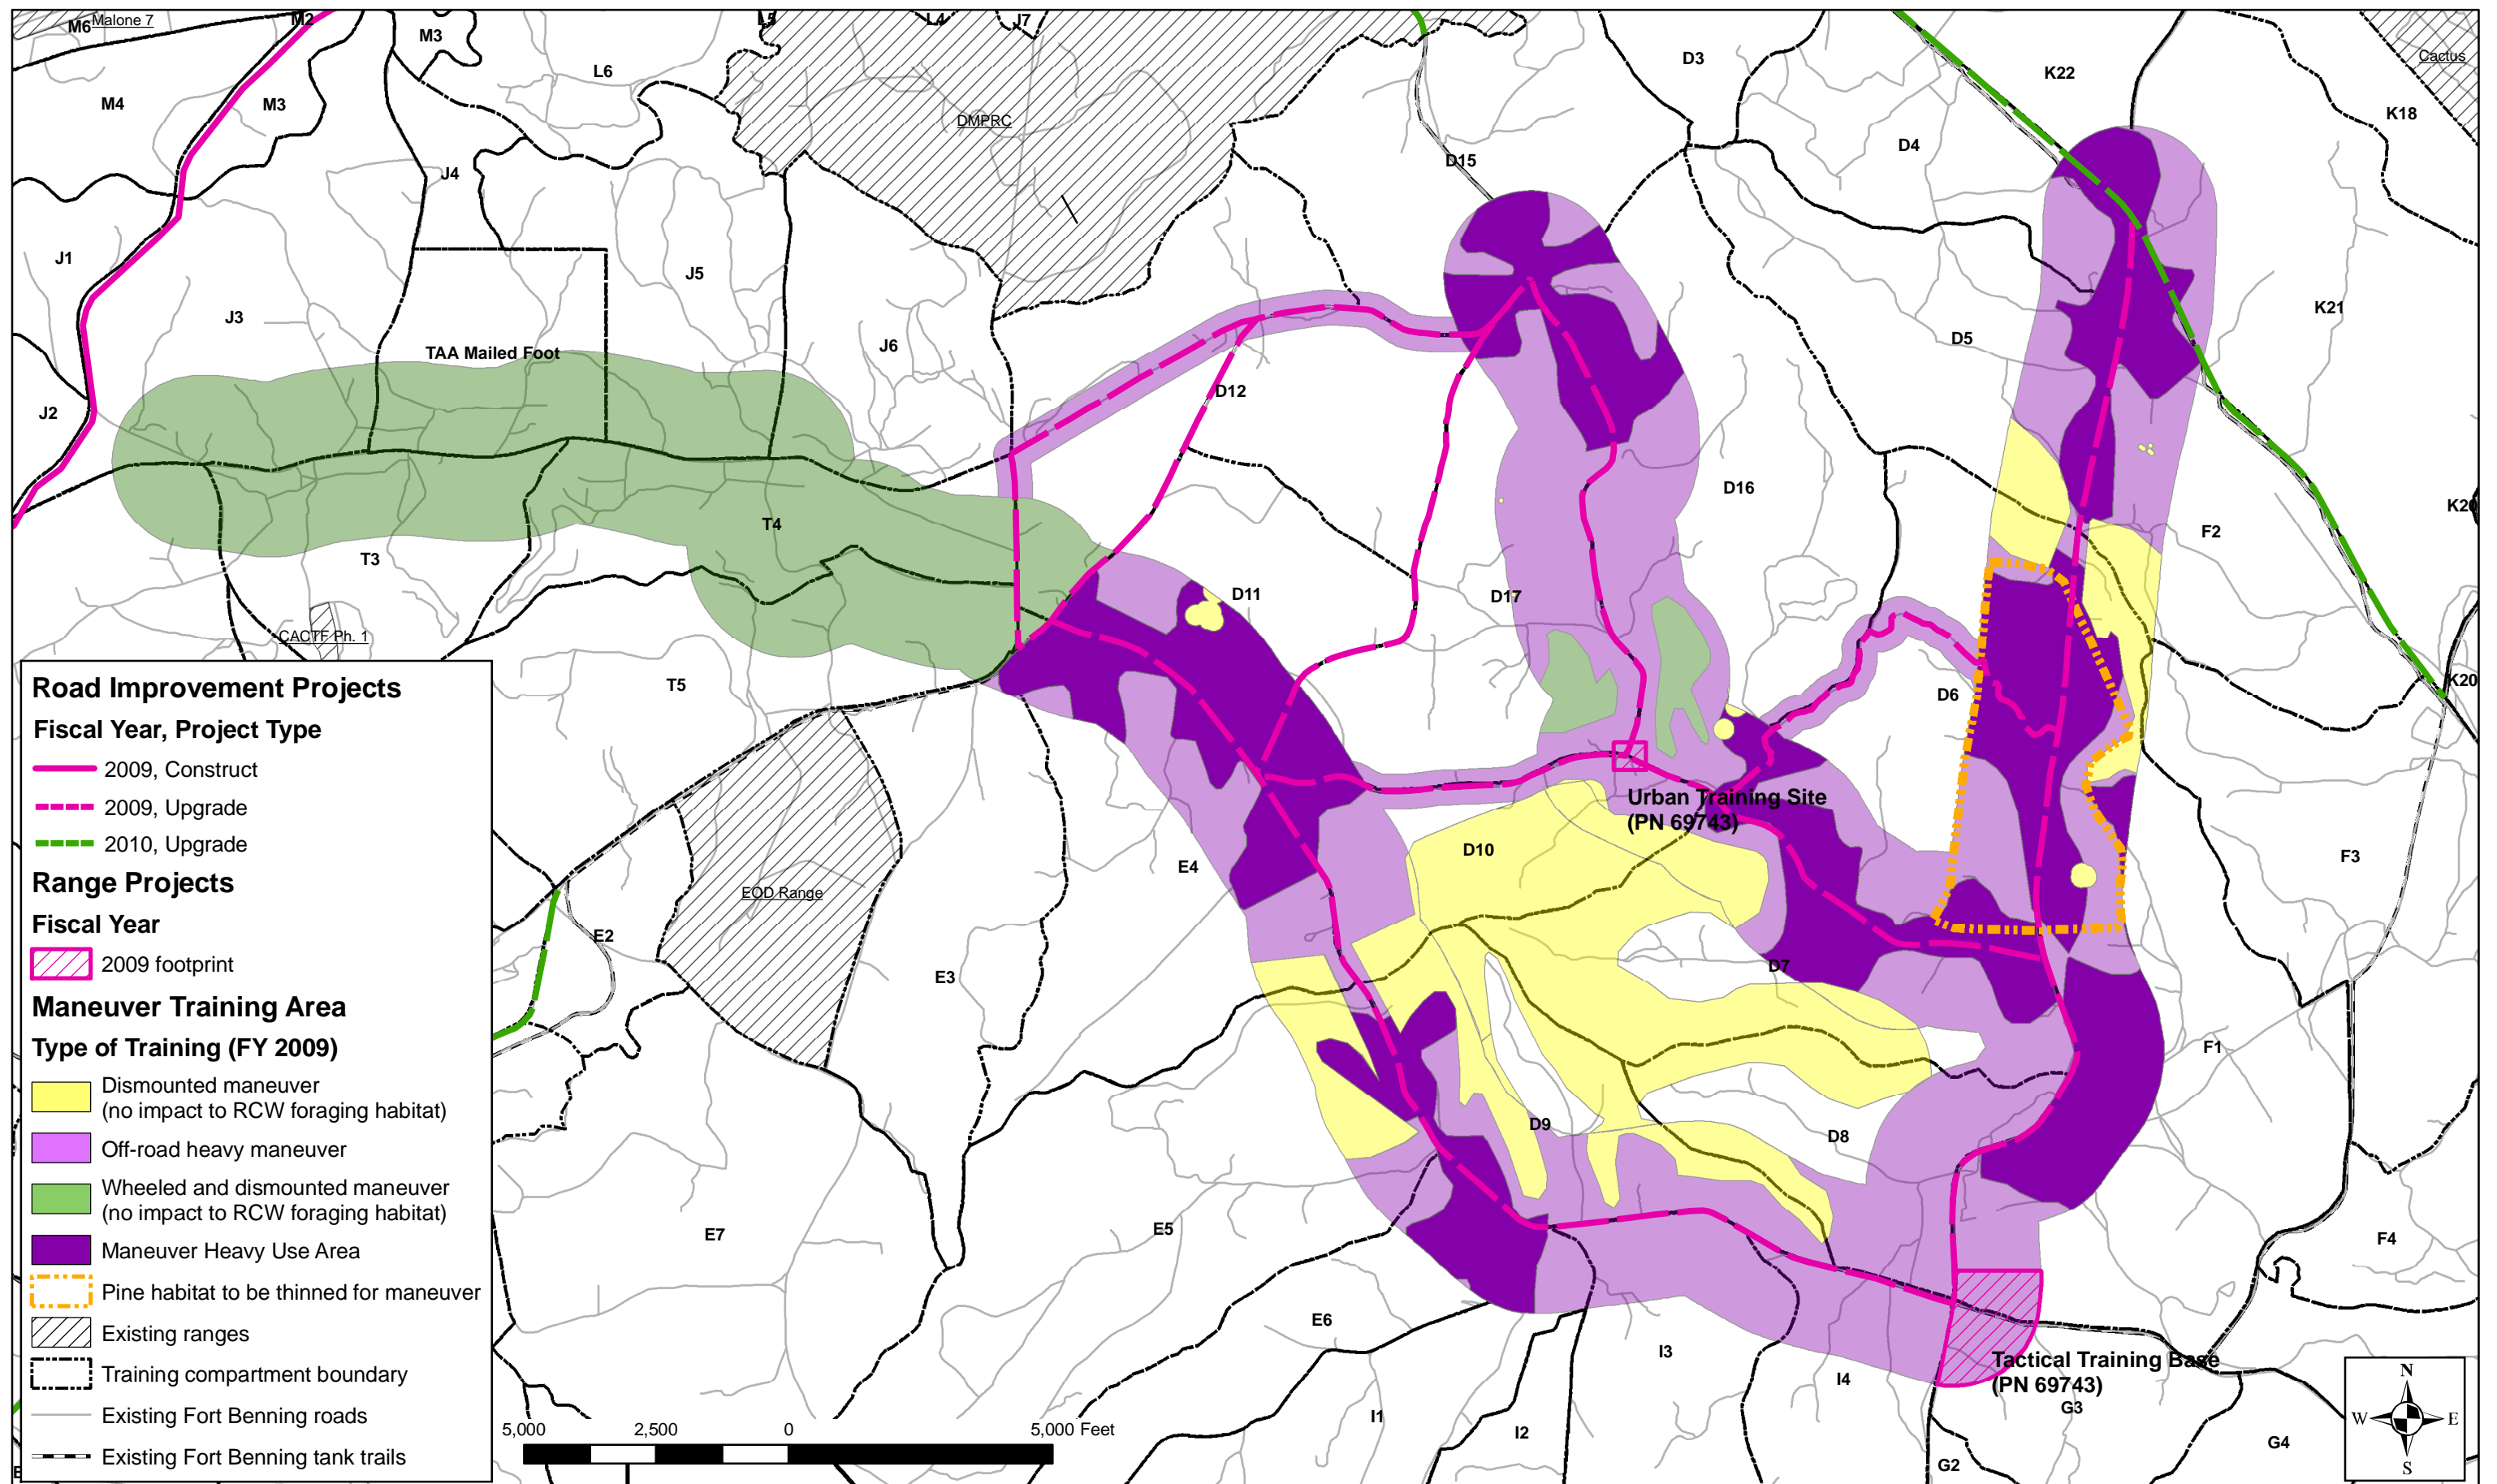 M6
Malone 7
M2
M3
L5
L4
J7
D3
K22
Cactus
L6
M4
M3
DMPRC
K18
D4
D15
J4
J1
J5
K21
J3
D5
TAA Mailed Foot
J6
D12
J2
D16
K20
T4
F2
T3
D11
D17
CACTF Ph. 1
T5
D6
K20
Urban Training Site
(PN 69743)
D10
E4
F3
EOD Range
E2
D7
E3
F1
D9
D8
E7
E5
F4
E6
I3
Tactical Training Base
(PN 69743)
I4
G3
I1
I2
G4
G2
Road Improvement Projects
Fiscal Year, Project Type
2009, Construct
2009, Upgrade
2010, Upgrade
Range Projects
Fiscal Year
2009 footprint
Maneuver Training Area
Type of Training (FY 2009)
Dismounted maneuver
(no impact to RCW foraging habitat)
Off-road heavy maneuver
Wheeled and dismounted maneuver
(no impact to RCW foraging habitat)
Maneuver Heavy Use Area
Pine habitat to be thinned for maneuver
Existing ranges
Training compartment boundary
Existing Fort Benning roads
Existing Fort Benning tank trails
5,000 2,500 0 5,000 Feet
N
W E
S